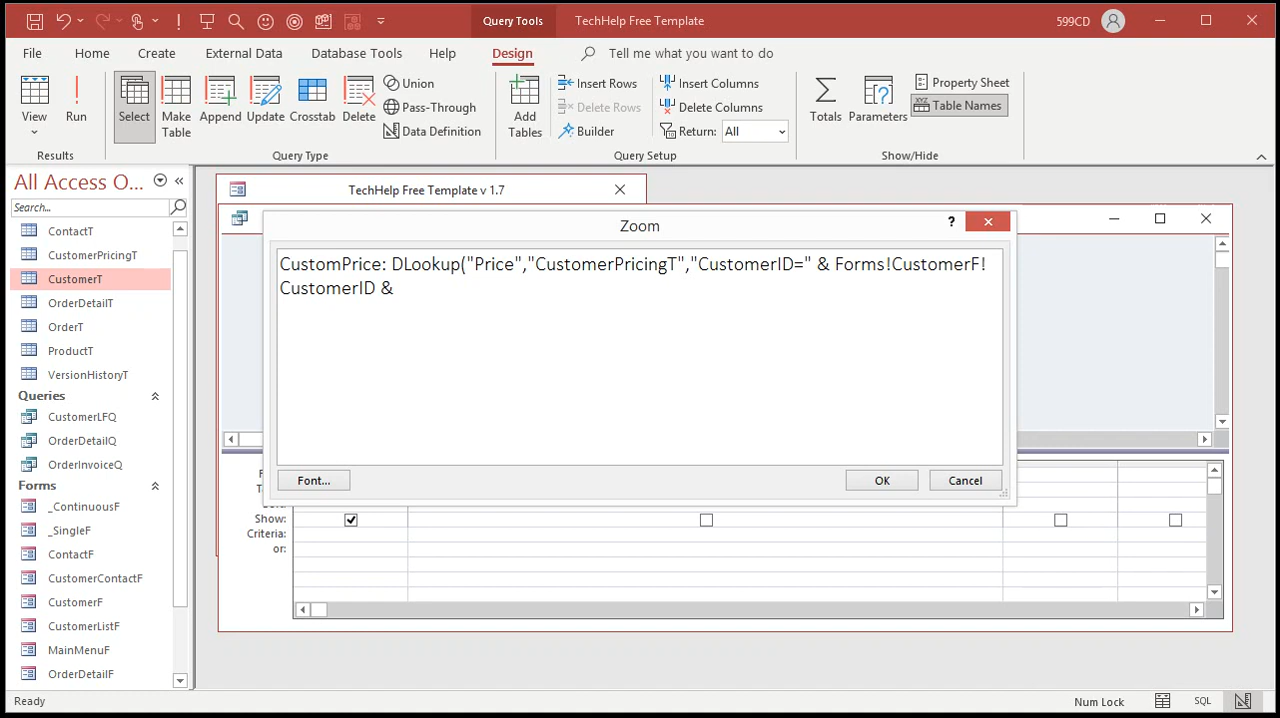 Query Tools
TechHelp Free Template
599CD
File
Home
Create
External Data
Database Tools
Help
Design
Tell me what you want to do
View
Run
Results
Select
Make Table
Append
Update
Crosstab
Delete
Union
Pass-Through
Data Definition
Query Type
Add Tables
Insert Rows
Delete Rows
Builder
Insert Columns
Delete Columns
Return: All
Query Setup
Totals
Parameters
Property Sheet
Table Names
Show/Hide
All Access O...
Search...
ContactT
CustomerPricingT
CustomerT
OrderDetailT
OrderT
ProductT
VersionHistoryT
Queries
CustomerLFQ
OrderDetailQ
OrderInvoiceQ
Forms
_ContinuousF
_SingleF
ContactF
CustomerContactF
CustomerF
CustomerListF
MainMenuF
OrderDetailF
TechHelp Free Template v 1.7
Zoom
?
CustomPrice: DLookup("Price","CustomerPricingT","CustomerID=" & Forms!CustomerF!
CustomerID &
Font...
OK
Cancel
Show:
Criteria:
or:
Ready
Num Lock
SQL